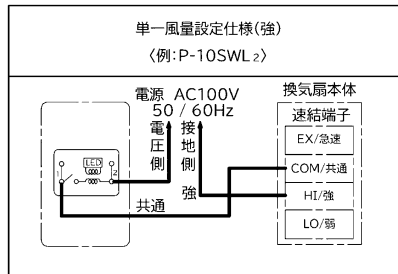 単一風量設定仕様(強)
〈例:P-10SWL₂〉
電源 AC100V
50 / 60Hz
電圧側
接地側
強
共通
LED
1
2
換気扇本体
速結端子
EX/急速
COM/共通
HI/強
LO/弱